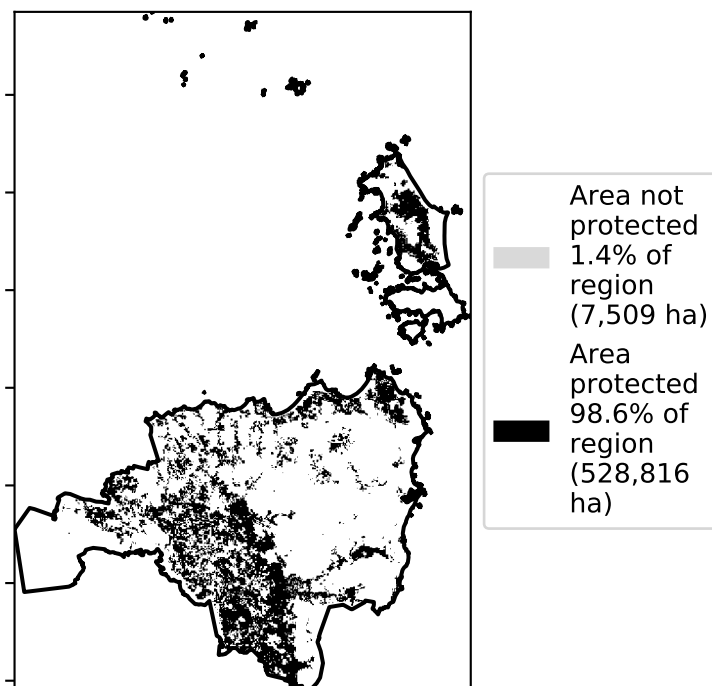 Area not
protected
1.4% of
region
(7,509 ha)
Area
protected
98.6% of
region
(528,816
ha)